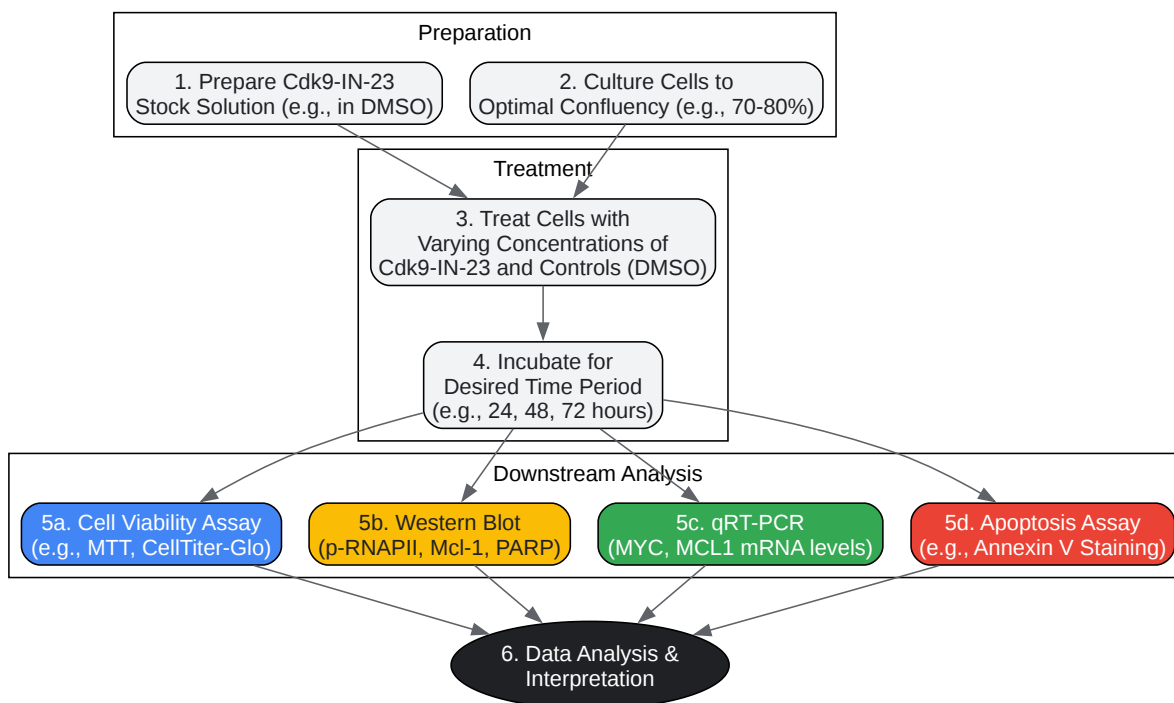 Preparation
1. Prepare Cdk9-IN-23
Stock Solution (e.g., in DMSO)
2. Culture Cells to
Optimal Confluency (e.g., 70-80%)
Treatment
3. Treat Cells with
Varying Concentrations of
Cdk9-IN-23 and Controls (DMSO)
4. Incubate for
Desired Time Period
(e.g., 24, 48, 72 hours)
Downstream Analysis
5a. Cell Viability Assay
(e.g., MTT, CellTiter-Glo)
5b. Western Blot
(p-RNAPII, Mcl-1, PARP)
5c. qRT-PCR
(MYC, MCL1 mRNA levels)
5d. Apoptosis Assay
(e.g., Annexin V Staining)
6. Data Analysis &
Interpretation